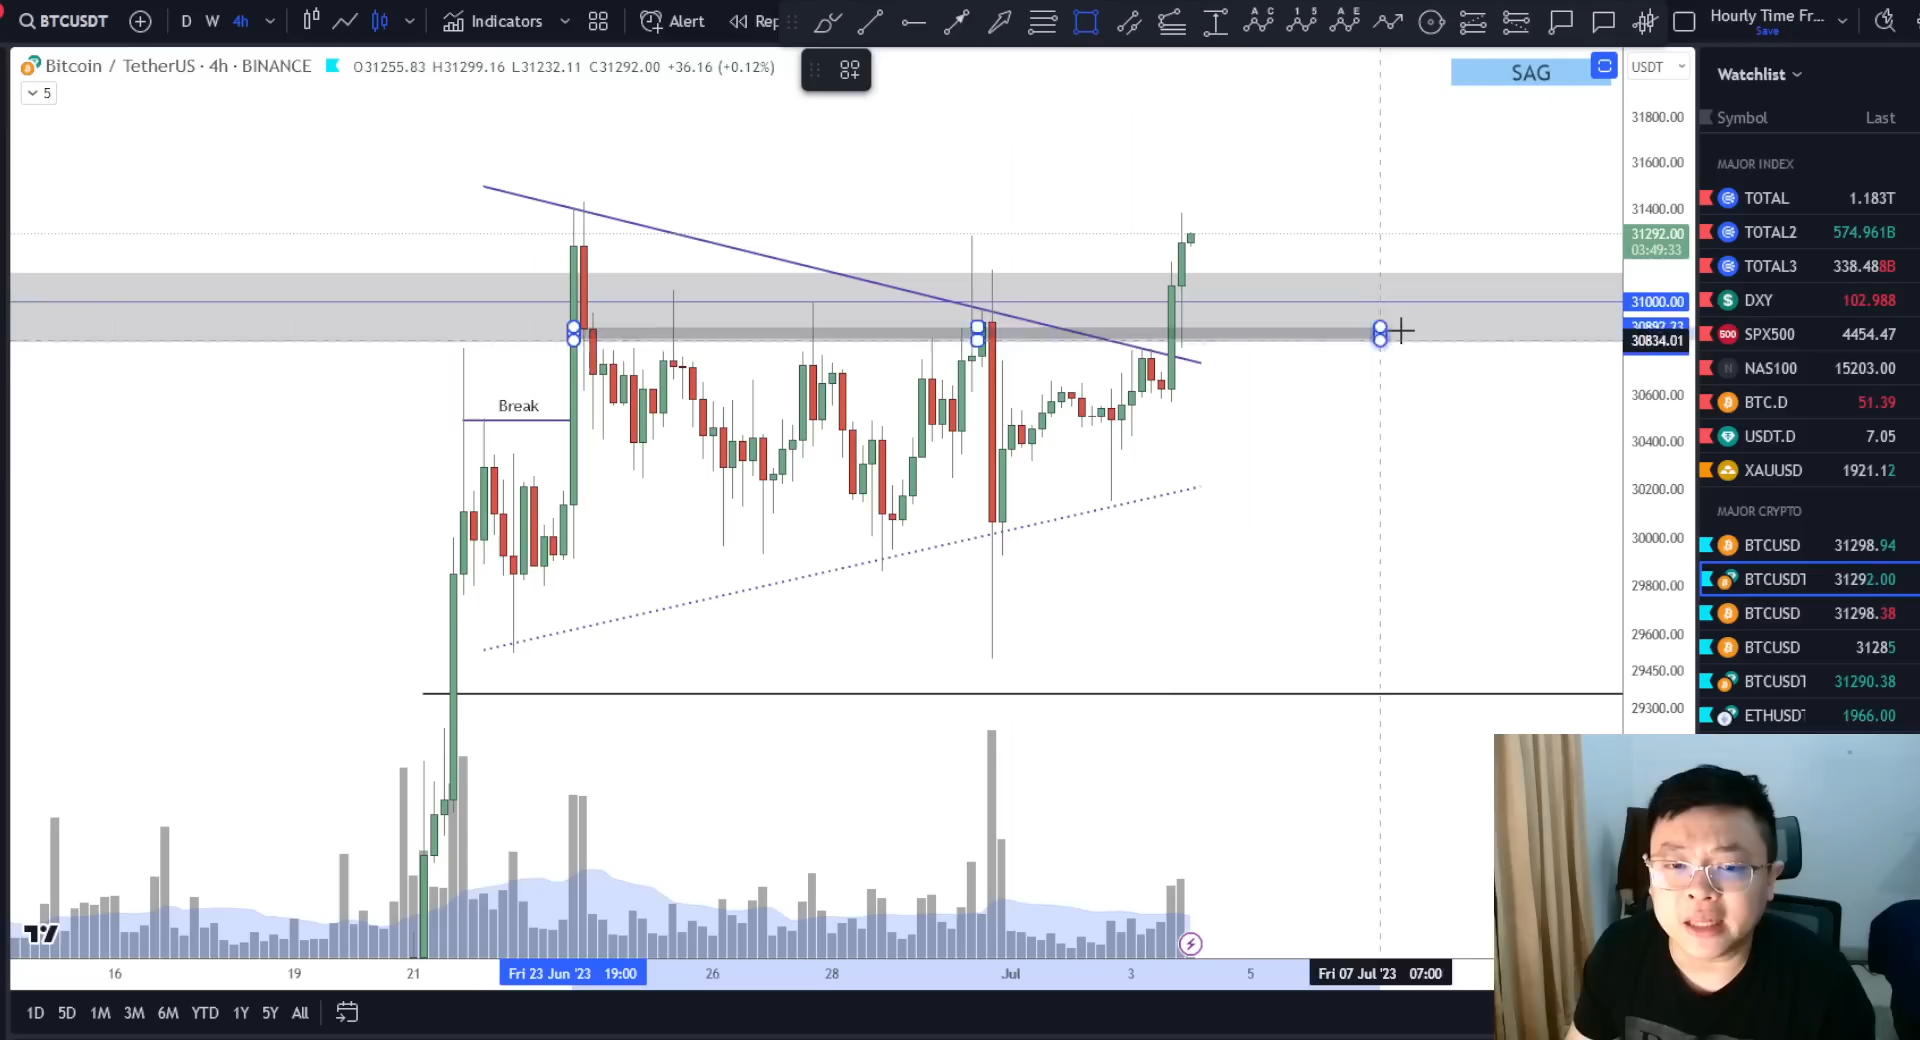 BTCUSDT
D W 4h
Indicators
Alert
Rep
Hourly Time Fr...
Save
Bitcoin / TetherUS · 4h · BINANCE
O31255.83 H31299.16 L31232.11 C31292.00 +36.16 (+0.12%)
5
SAG
USDT
31800.00
31600.00
31400.00
31292.00
03:49:33
31000.00
30834.01
30600.00
30400.00
30200.00
30000.00
29800.00
29600.00
29450.00
29300.00
Break
16
19
21
Fri 23 Jun '23 19:00
26
28
Jul
3
5
Fri 07 Jul '23 07:00
1D 5D 1M 3M 6M YTD 1Y 5Y All
Watchlist
Symbol Last
MAJOR INDEX
TOTAL 1.183T
TOTAL2 574.961B
TOTAL3 338.488B
DXY 102.988
SPX500 4454.47
NAS100 15203.00
BTC.D 51.39
USDT.D 7.05
XAUUSD 1921.12
MAJOR CRYPTO
BTCUSD 31298.94
BTCUSDT 31292.00
BTCUSD 31298.38
BTCUSD 31285
BTCUSDT 31290.38
ETHUSDT 1966.00